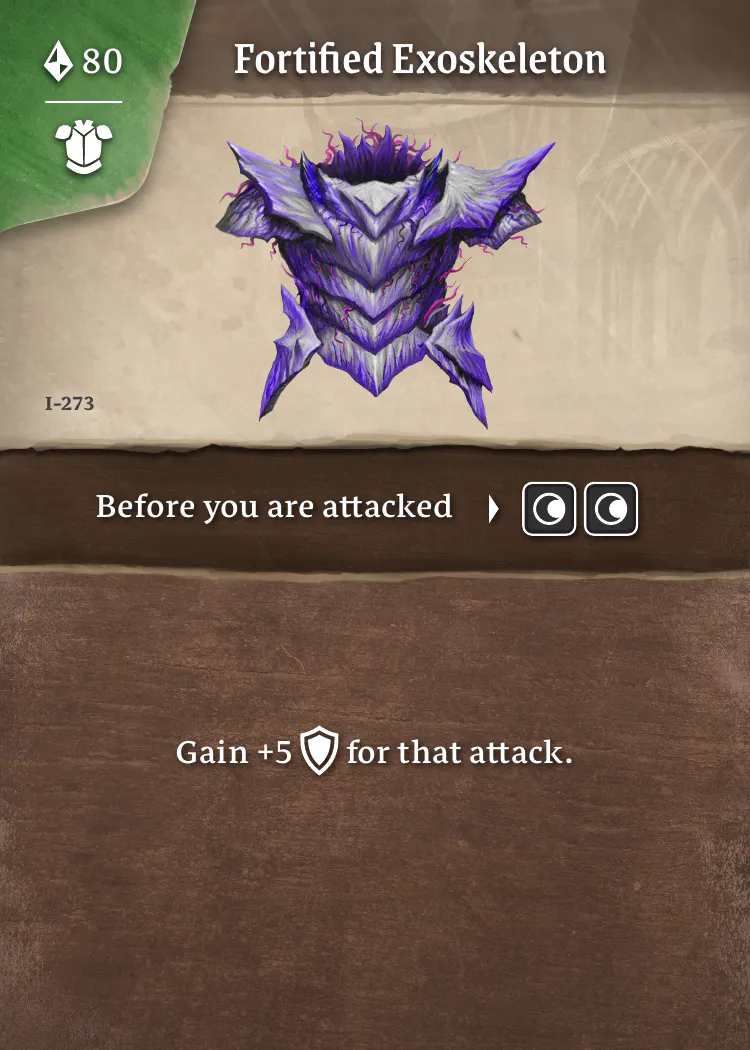 80
Fortified Exoskeleton
I-273
Before you are attacked
Gain +5 for that attack.